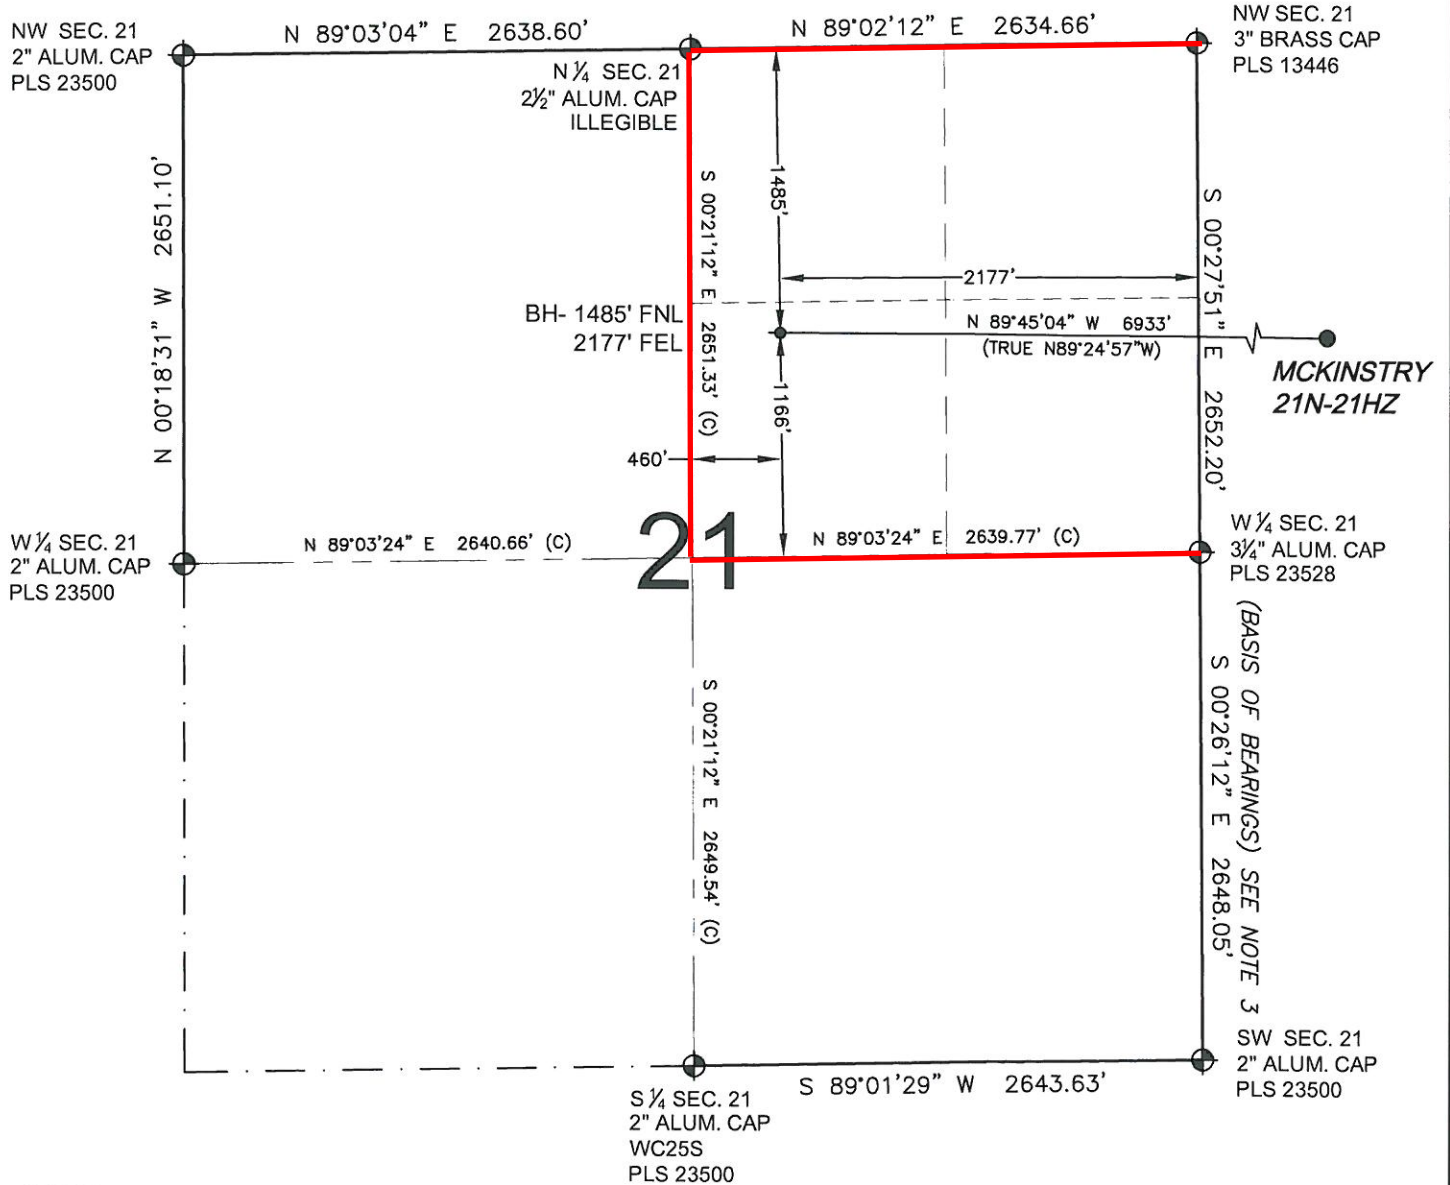 NW SEC. 21
2" ALUM. CAP
PLS 23500
N 89°03'04" E 2638.60'
N 89°02'12" E 2634.66'
NW SEC. 21
3" BRASS CAP
PLS 13446
N ¼ SEC. 21
2½" ALUM. CAP
ILLEGIBLE
N 00°18'31" W 2651.10'
S 00°21'12" E 2651.33' (C)
1485'
2177'
S 00°27'51" E 2652.20'
BH- 1485' FNL
2177' FEL
N 89°45'04" W 6933'
(TRUE N89°24'57"W)
MCKINSTRY
21N-21HZ
1166'
460'
W ¼ SEC. 21
2" ALUM. CAP
PLS 23500
N 89°03'24" E 2640.66' (C)
21
N 89°03'24" E 2639.77' (C)
W ¼ SEC. 21
3¼" ALUM. CAP
PLS 23528
S 00°21'12" E 2649.54' (C)
S 00°26'12" E 2648.05'
(BASIS OF BEARINGS) SEE NOTE 3
S ¼ SEC. 21
2" ALUM. CAP
WC25S
PLS 23500
S 89°01'29" W 2643.63'
SW SEC. 21
2" ALUM. CAP
PLS 23500